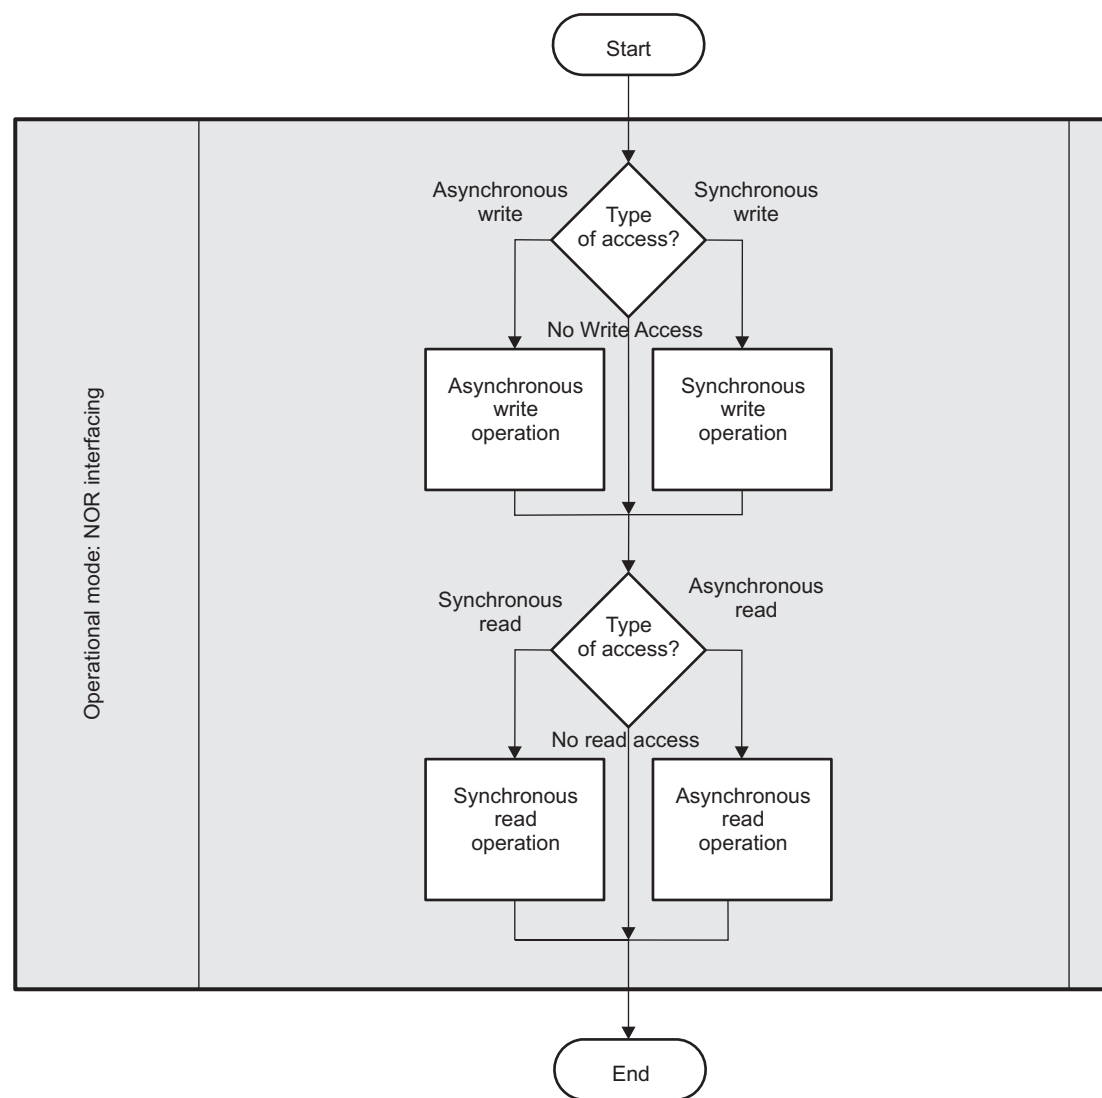 Start
Operational mode: NOR interfacing
Asynchronous
write
Synchronous
write
Type
of access?
No Write Access
Asynchronous
write
operation
Synchronous
write
operation
Synchronous
read
Asynchronous
read
Type
of access?
No read access
Synchronous
read
operation
Asynchronous
read
operation
End